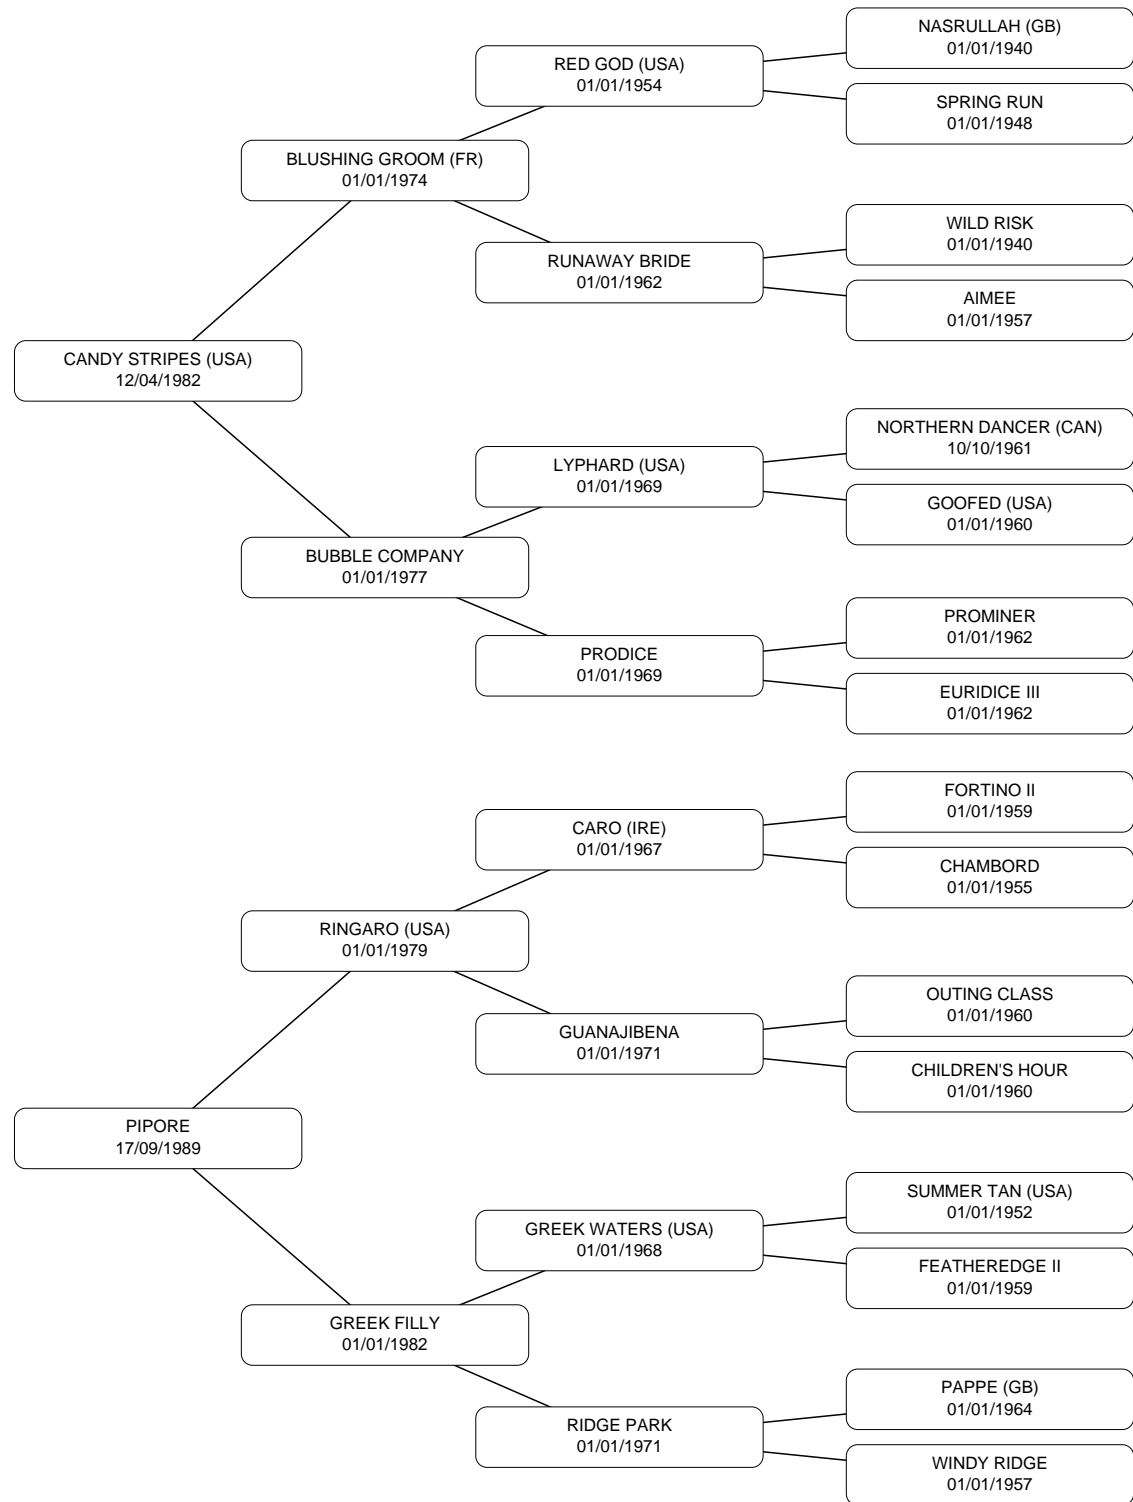 NASRULLAH (GB)
01/01/1940
RED GOD (USA)
01/01/1954
SPRING RUN
01/01/1948
BLUSHING GROOM (FR)
01/01/1974
WILD RISK
01/01/1940
RUNAWAY BRIDE
01/01/1962
AIMEE
01/01/1957
CANDY STRIPES (USA)
12/04/1982
NORTHERN DANCER (CAN)
10/10/1961
LYPHARD (USA)
01/01/1969
GOOFED (USA)
01/01/1960
BUBBLE COMPANY
01/01/1977
PROMINER
01/01/1962
PRODICE
01/01/1969
EURIDICE III
01/01/1962
FORTINO II
01/01/1959
CARO (IRE)
01/01/1967
CHAMBORD
01/01/1955
RINGARO (USA)
01/01/1979
OUTING CLASS
01/01/1960
GUANAJIBENA
01/01/1971
CHILDREN'S HOUR
01/01/1960
PIPORE
17/09/1989
SUMMER TAN (USA)
01/01/1952
GREEK WATERS (USA)
01/01/1968
FEATHEREDGE II
01/01/1959
GREEK FILLY
01/01/1982
PAPPE (GB)
01/01/1964
RIDGE PARK
01/01/1971
WINDY RIDGE
01/01/1957